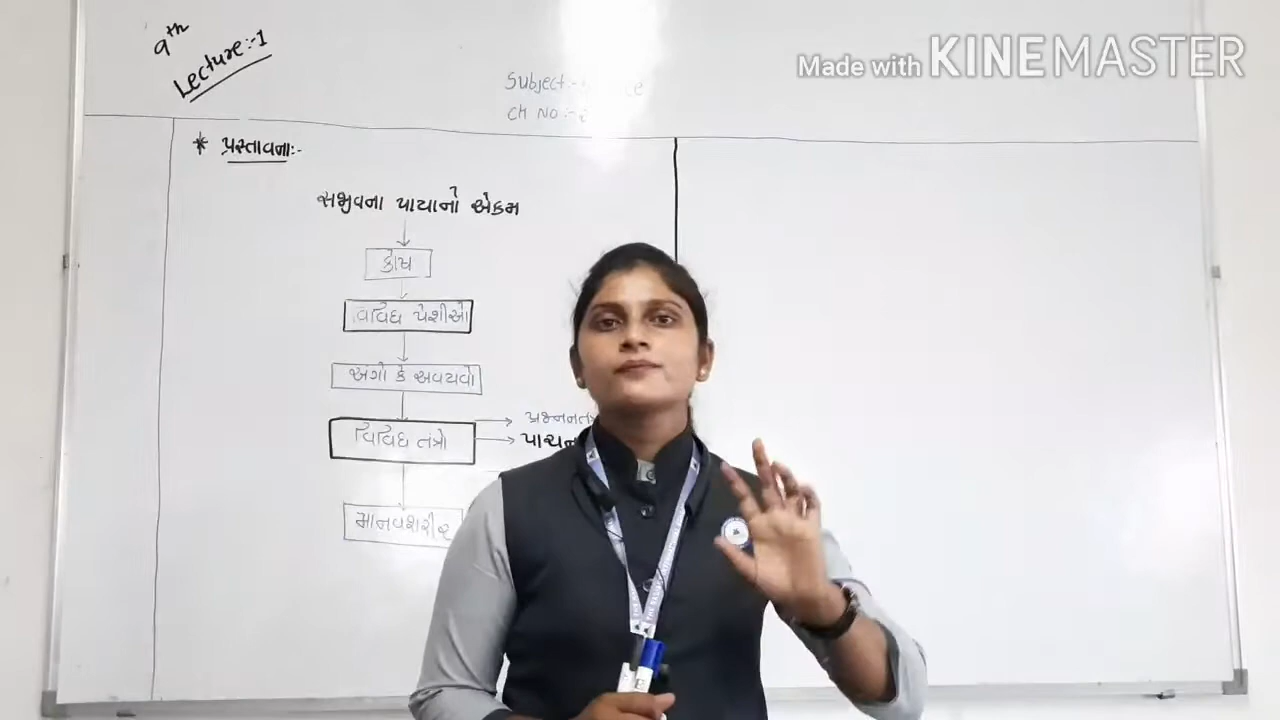 9th
Lecture:-1
Made with KINEMASTER
Subject:-
CH NO:-
* પ્રસ્તાવના:-
સજીવના પાયાનો એકમ
કોષ
વિવિધ પેશીઓ
અંગો કે અવયવો
વિવિધ તંત્રો
માનવશરીર